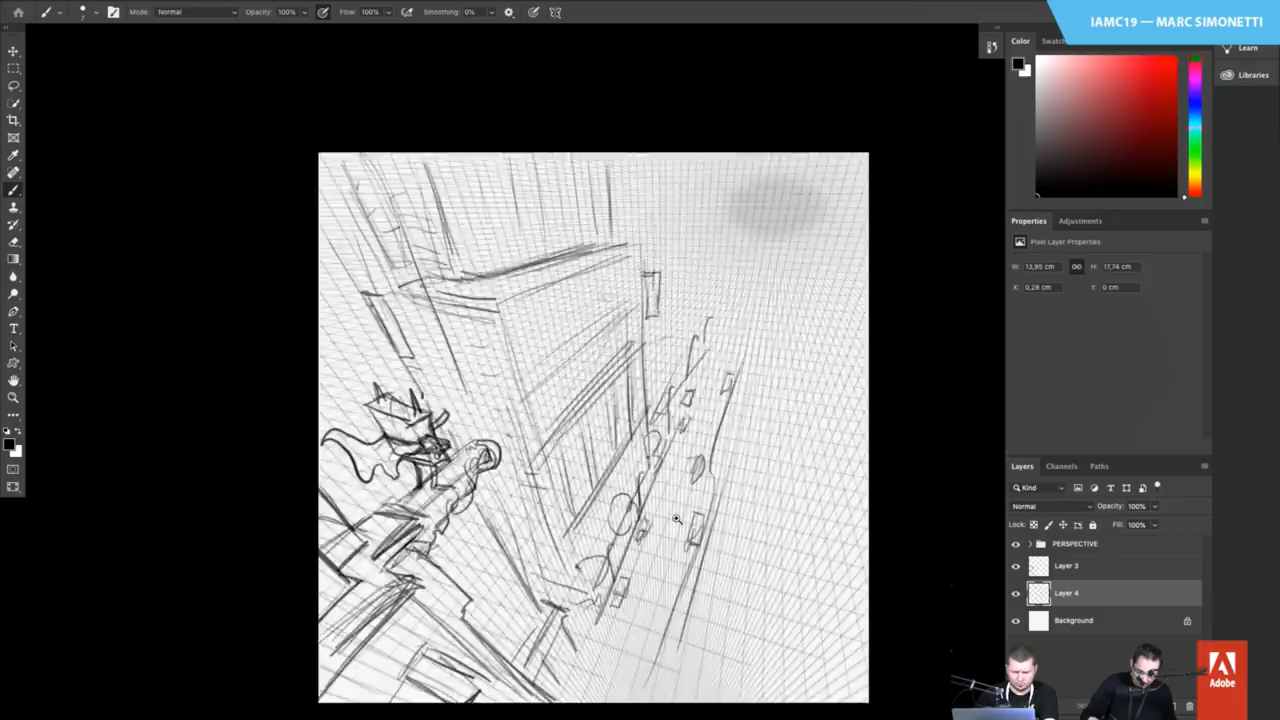 Mode: Normal Opacity: 100% Flow: 100% Smoothing: 0%
IAMC19 — MARC SIMONETTI
Color Swatch
Learn
Libraries
Properties Adjustments
Pixel Layer Properties
W: 13,95 cm H: 17,74 cm
X: 0,28 cm Y: 0 cm
Layers Channels Paths
Kind
Normal Opacity: 100%
Lock: Fill: 100%
PERSPECTIVE
Layer 3
Layer 4
Background
Adobe